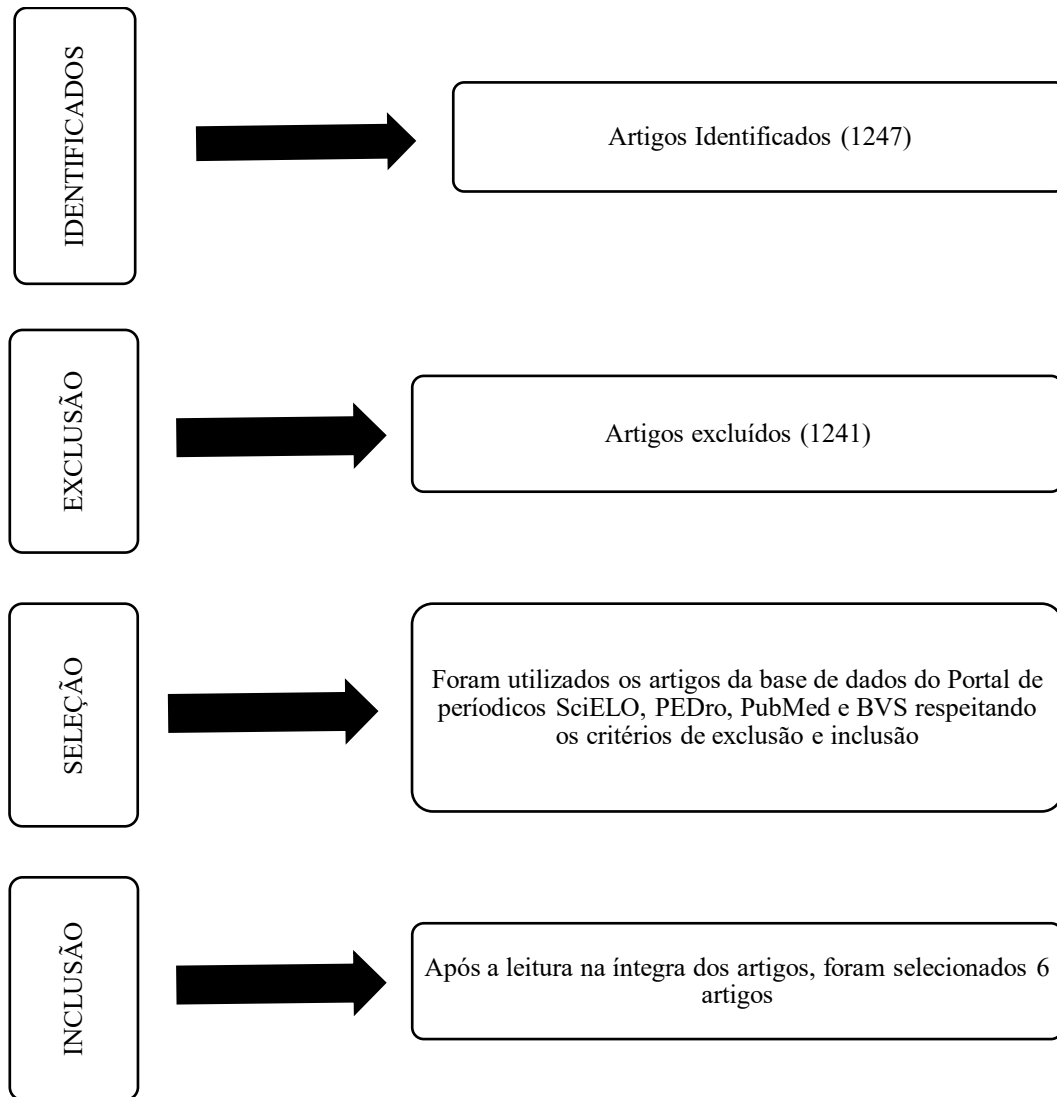 IDENTIFICADOS
Artigos Identificados (1247)
EXCLUSÃO
Artigos excluídos (1241)
SELEÇÃO
Foram utilizados os artigos da base de dados do Portal de
períodicos SciELO, PEDro, PubMed e BVS respeitando
os critérios de exclusão e inclusão
INCLUSÃO
Após a leitura na íntegra dos artigos, foram selecionados 6
artigos